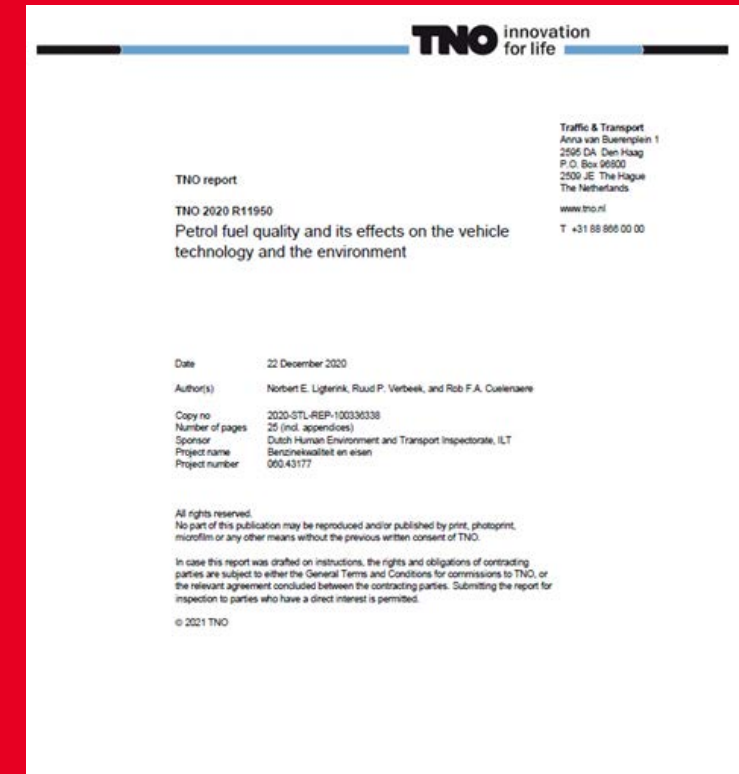 TNO innovation
for life
Traffic & Transport
Anna van Buerenplein 1
2595 DA Den Haag
P.O. Box 96800
2509 JE The Hague
The Netherlands
www.tno.nl
T +31 88 866 00 00
TNO report
TNO 2020 R11950
Petrol fuel quality and its effects on the vehicle
technology and the environment
Date 22 December 2020
Author(s) Norbert E. Ligterink, Ruud P. Verbeek, and Rob F.A. Cuelenaere
Copy no 2020-STL-REP-100336338
Number of pages 25 (incl. appendices)
Sponsor Dutch Human Environment and Transport Inspectorate, ILT
Project name Benzinekwaliteit en eisen
Project number 060.43177
All rights reserved.
No part of this publication may be reproduced and/or published by print, photoprint,
microfilm or any other means without the previous written consent of TNO.
In case this report was drafted on instructions, the rights and obligations of contracting
parties are subject to either the General Terms and Conditions for commissions to TNO, or
the relevant agreement concluded between the contracting parties. Submitting the report for
inspection to parties who have a direct interest is permitted.
© 2021 TNO